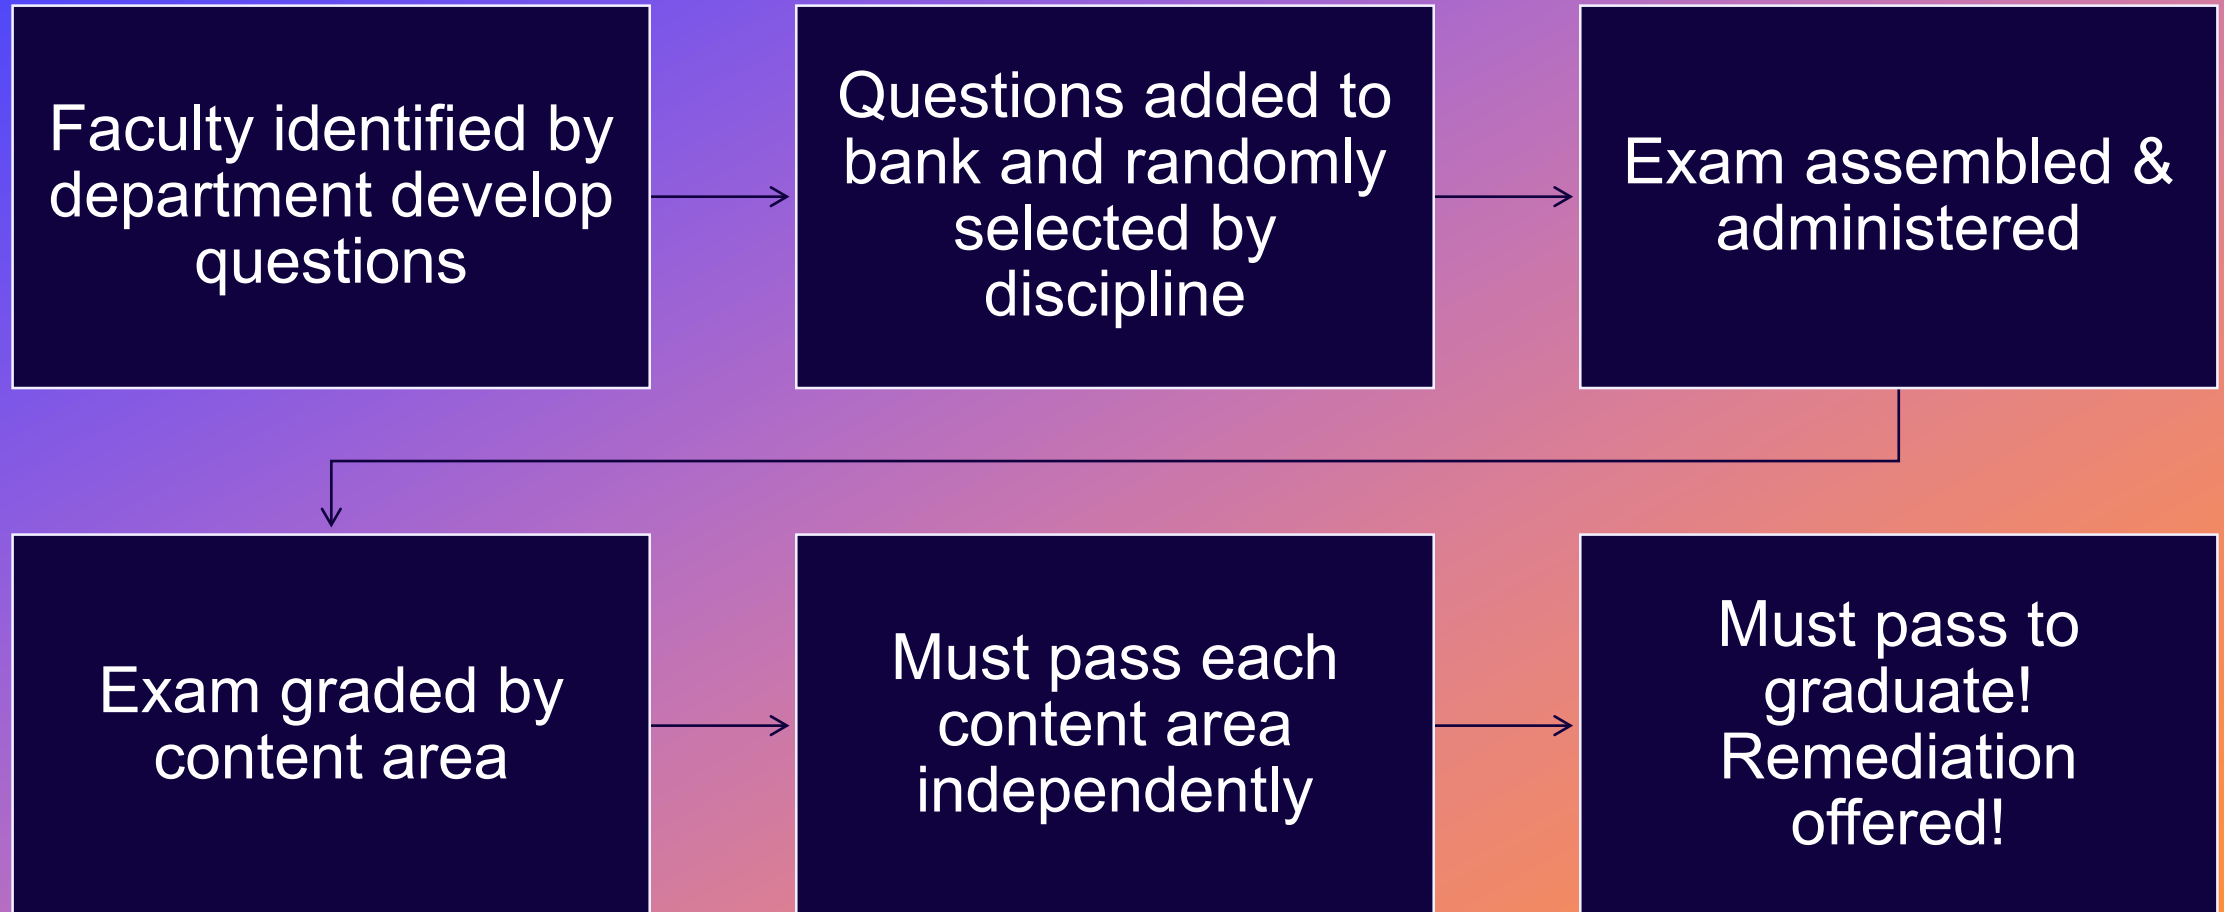 Faculty identified by
department develop
questions
Questions added to
bank and randomly
selected by
discipline
Exam assembled &
administered
Exam graded by
content area
Must pass each
content area
independently
Must pass to
graduate!
Remediation
offered!